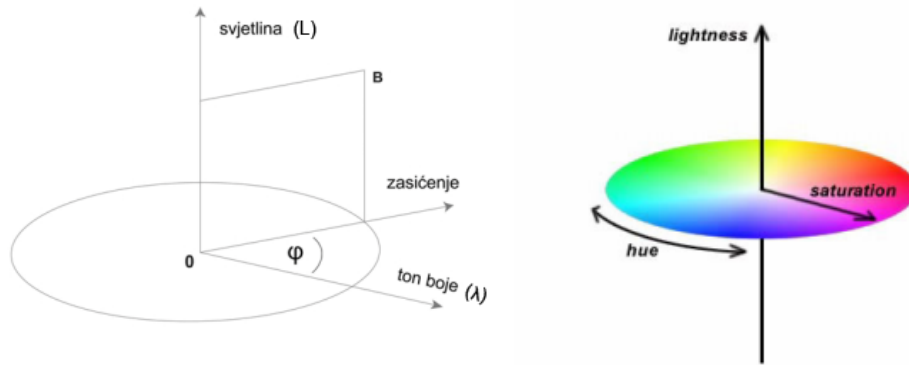 svjetlina (L)
B
zasićenje
0
φ
ton boje (λ)
lightness
saturation
hue